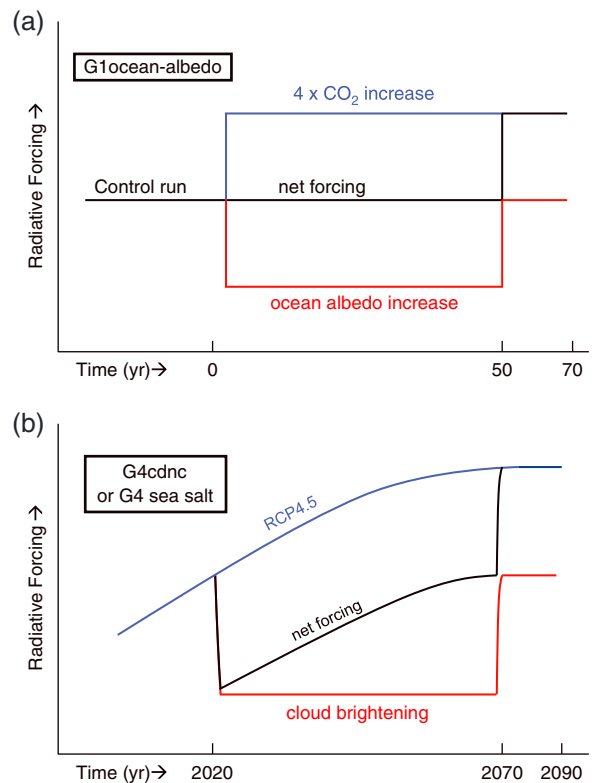 (a)
G1ocean-albedo
4 x CO₂ increase
Radiative Forcing →
Control run
net forcing
ocean albedo increase
Time (yr)→
0
50
70
(b)
G4cdnc
or G4 sea salt
RCP4.5
Radiative Forcing →
net forcing
cloud brightening
Time (yr)→
2020
2070
2090